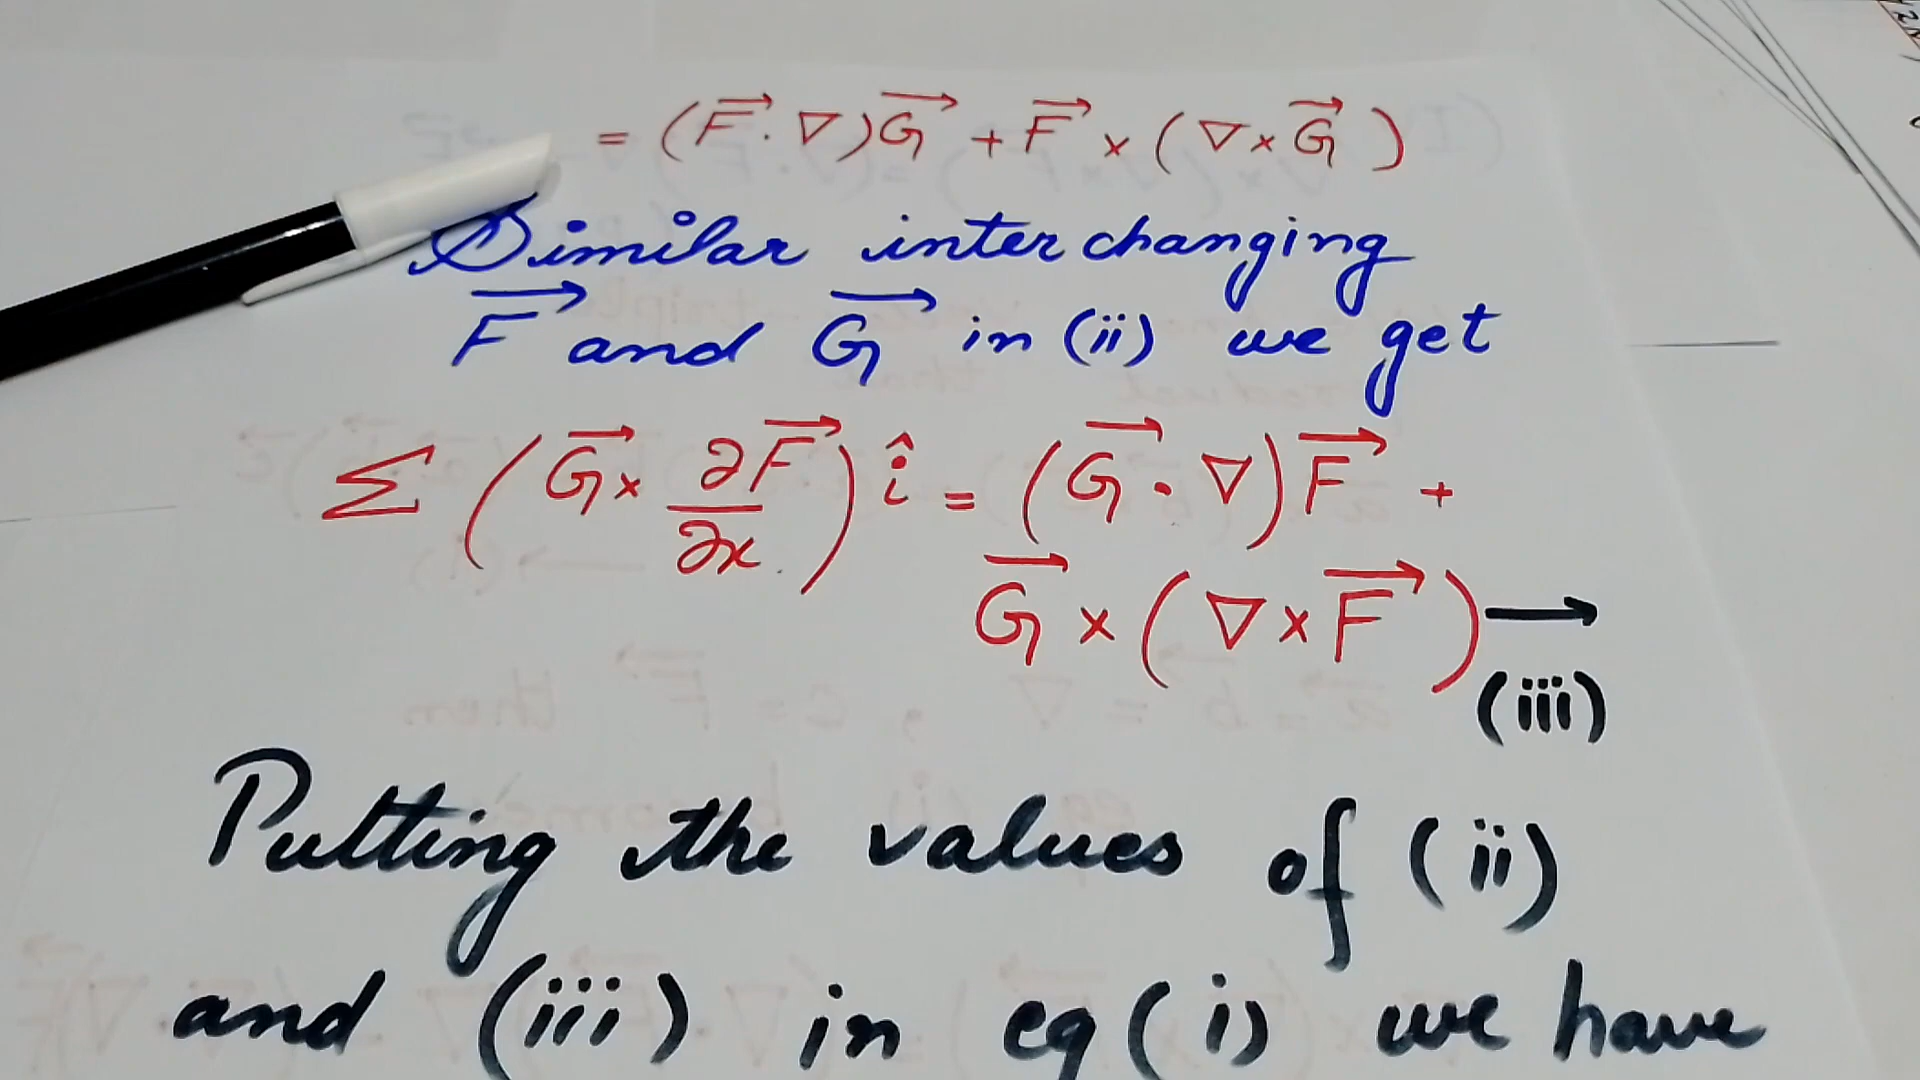 = (F⃗ . ∇) G⃗ + F⃗ × (∇ × G⃗)
Similar interchanging
F⃗ and G⃗ in (ii) we get
Σ (G⃗ × ∂F⃗/∂x) î = (G⃗ . ∇) F⃗ +
G⃗ × (∇ × F⃗) ⟶
(iii)
Putting the values of (ii)
and (iii) in eq (i) we have